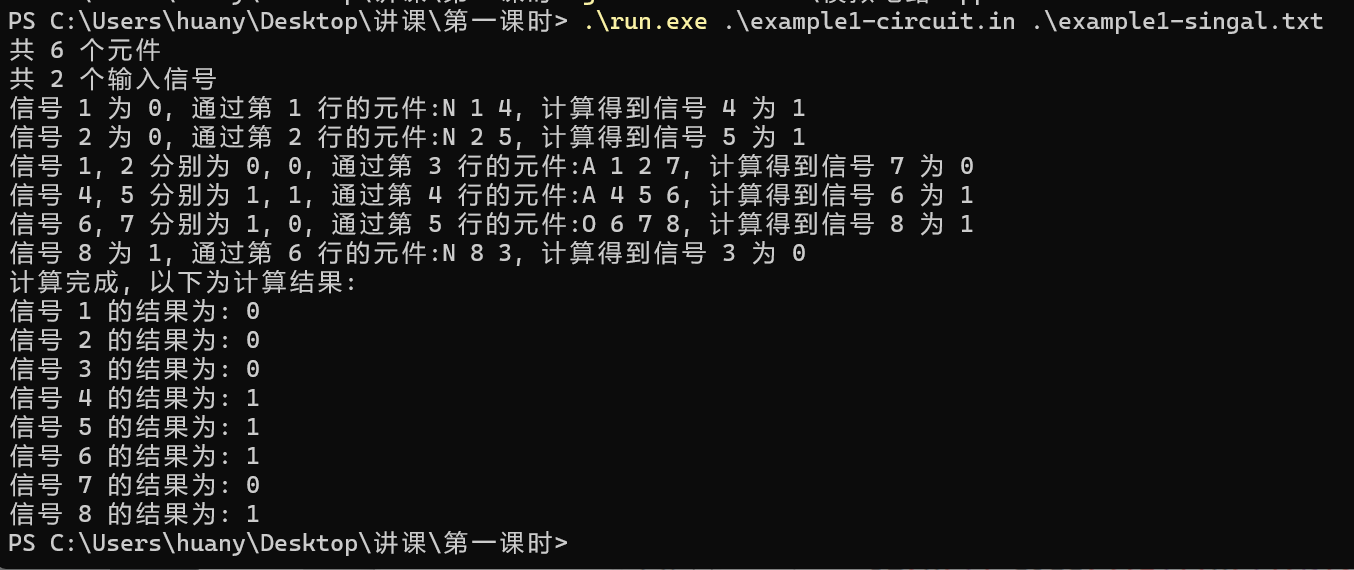 PS C:\Users\huany\Desktop\讲课\第一课时> .\run.exe .\example1-circuit.in .\example1-singal.txt
共 6 个元件
共 2 个输入信号
信号 1 为 0, 通过第 1 行的元件:N 1 4, 计算得到信号 4 为 1
信号 2 为 0, 通过第 2 行的元件:N 2 5, 计算得到信号 5 为 1
信号 1, 2 分别为 0, 0, 通过第 3 行的元件:A 1 2 7, 计算得到信号 7 为 0
信号 4, 5 分别为 1, 1, 通过第 4 行的元件:A 4 5 6, 计算得到信号 6 为 1
信号 6, 7 分别为 1, 0, 通过第 5 行的元件:O 6 7 8, 计算得到信号 8 为 1
信号 8 为 1, 通过第 6 行的元件:N 8 3, 计算得到信号 3 为 0
计算完成, 以下为计算结果:
信号 1 的结果为: 0
信号 2 的结果为: 0
信号 3 的结果为: 0
信号 4 的结果为: 1
信号 5 的结果为: 1
信号 6 的结果为: 1
信号 7 的结果为: 0
信号 8 的结果为: 1
PS C:\Users\huany\Desktop\讲课\第一课时>